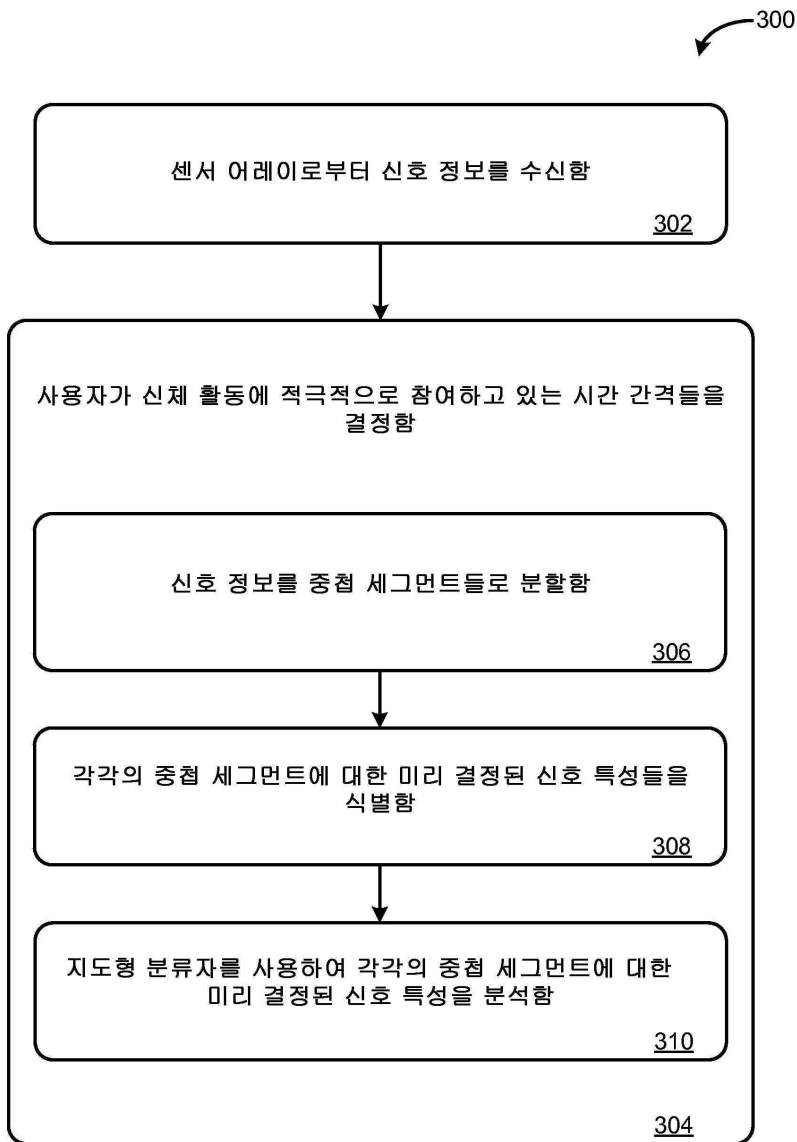 300
센서 어레이로부터 신호 정보를 수신함
302
사용자가 신체 활동에 적극적으로 참여하고 있는 시간 간격들을
결정함
신호 정보를 중첩 세그먼트들로 분할함
306
각각의 중첩 세그먼트에 대한 미리 결정된 신호 특성들을
식별함
308
지도형 분류자를 사용하여 각각의 중첩 세그먼트에 대한
미리 결정된 신호 특성을 분석함
310
304